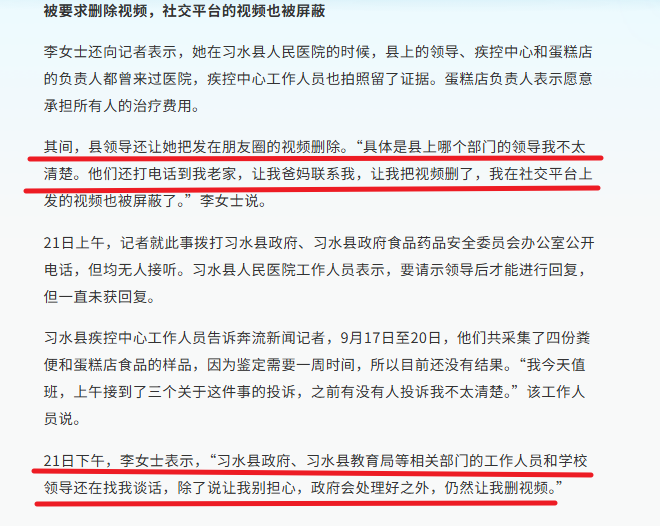 被要求删除视频，社交平台的视频也被屏蔽
李女士还向记者表示，她在习水县人民医院的时候，县上的领导、疾控中心和蛋糕店
的负责人都曾来过医院，疾控中心工作人员也拍照留了证据。蛋糕店负责人表示愿意
承担所有人的治疗费用。
其间，县领导还让她把发在朋友圈的视频删除。“具体是县上哪个部门的领导我不太
清楚。他们还打电话到我老家，让我爸妈联系我，让我把视频删了，我在社交平台上
发的视频也被屏蔽了。”李女士说。
21日上午，记者就此事拨打习水县政府、习水县政府食品药品安全委员会办公室公开
电话，但均无人接听。习水县人民医院工作人员表示，要请示领导后才能进行回复，
但一直未获回复。
习水县疾控中心工作人员告诉奔流新闻记者，9月17日至20日，他们共采集了四份粪
便和蛋糕店食品的样品，因为鉴定需要一周时间，所以目前还没有结果。“我今天值
班，上午接到了三个关于这件事的投诉，之前有没有人投诉我不太清楚。”该工作人
员说。
21日下午，李女士表示，“习水县政府、习水县教育局等相关部门的工作人员和学校
领导还在找我谈话，除了说让我别担心，政府会处理好之外，仍然让我删视频。”